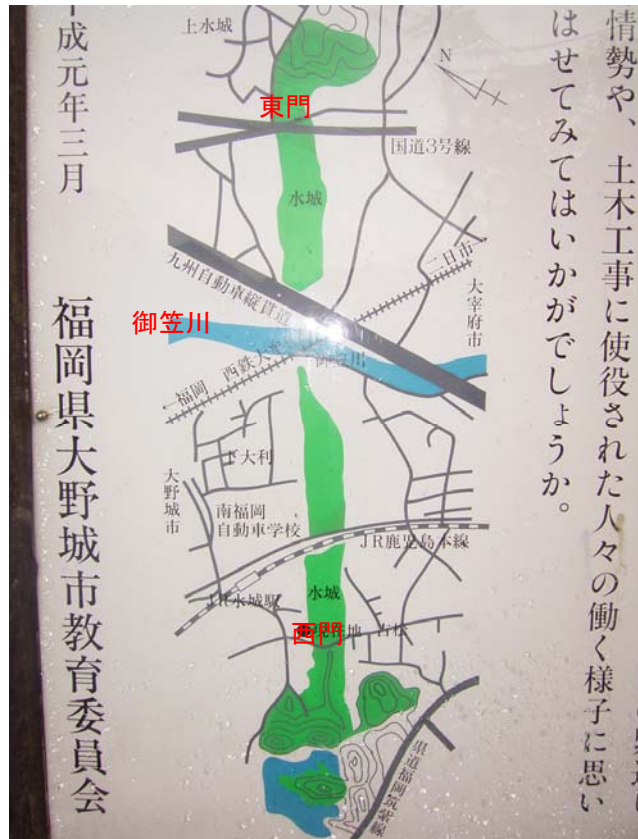 情勢や、土木工事に使役された人々の働く様子に思い
はせてみてはいかがでしょうか。
成元年三月
福岡県大野城市教育委員会
上水城
N
東門
国道3号線
水城
九州自動車縦貫道
二日市→
大宰府市
御笠川
←福岡
西鉄大
下大利
大野城市
南福岡
自動車学校
JR鹿児島本線
水城
JR水城駅
西門
県道福岡筑紫線